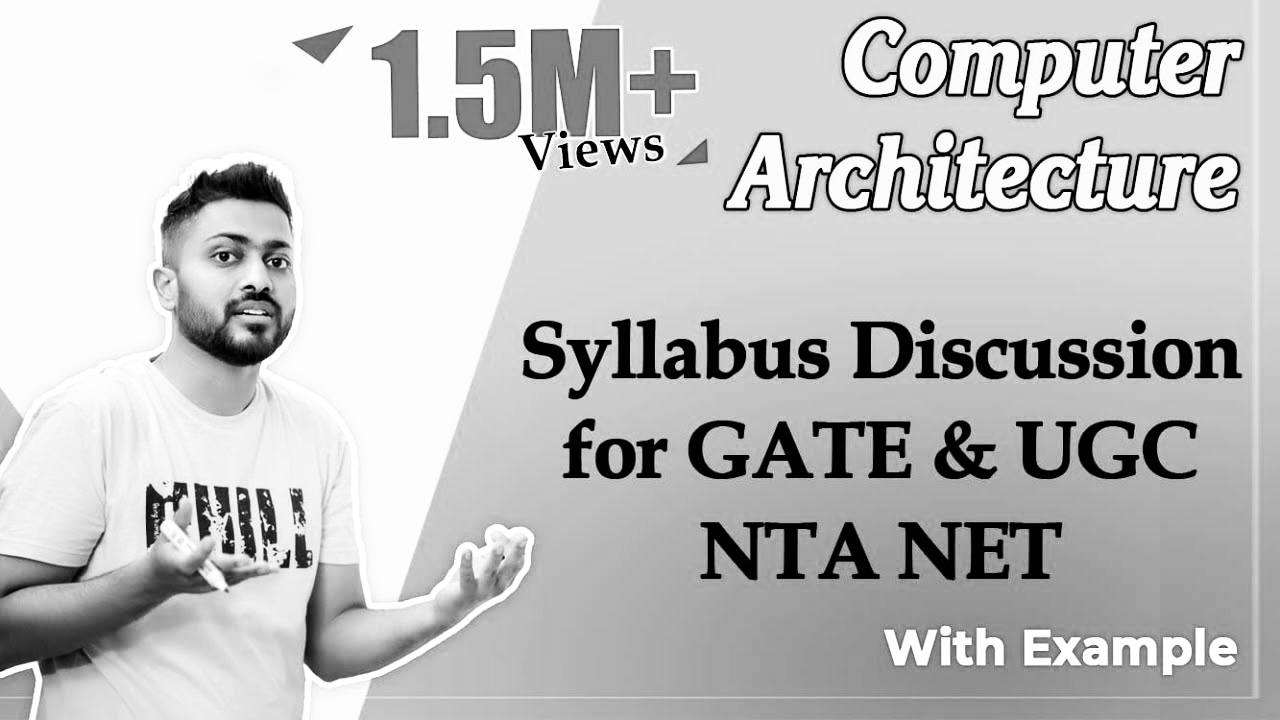 1.5M+
Views
Computer
Architecture
Syllabus Discussion
for GATE & UGC
NTA NET
With Example